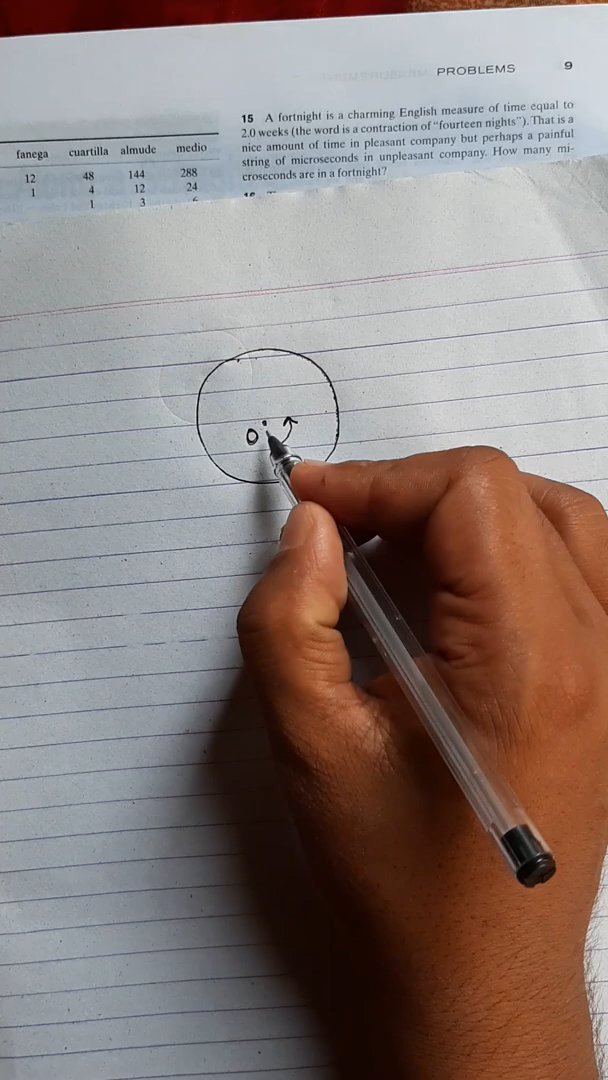 PROBLEMS 9
fanega cuartilla almude medio
12 48 144 288
1 4 12 24
1 3
15 A fortnight is a charming English measure of time equal to
2.0 weeks (the word is a contraction of “fourteen nights”). That is a
nice amount of time in pleasant company but perhaps a painful
string of microseconds in unpleasant company. How many mi-
croseconds are in a fortnight?
O